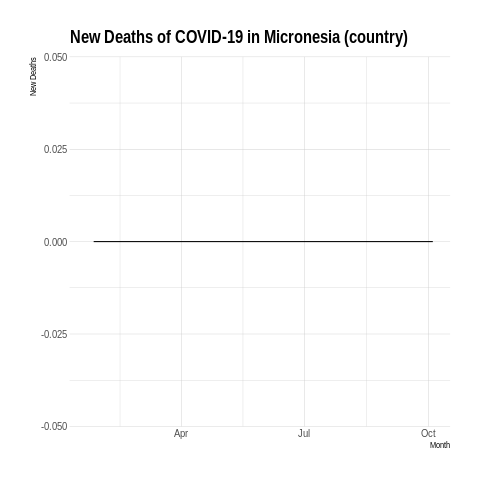 New Deaths of COVID-19 in Micronesia (country)
New Deaths
0.050
0.025
0.000
-0.025
-0.050
Apr
Jul
Oct
Month